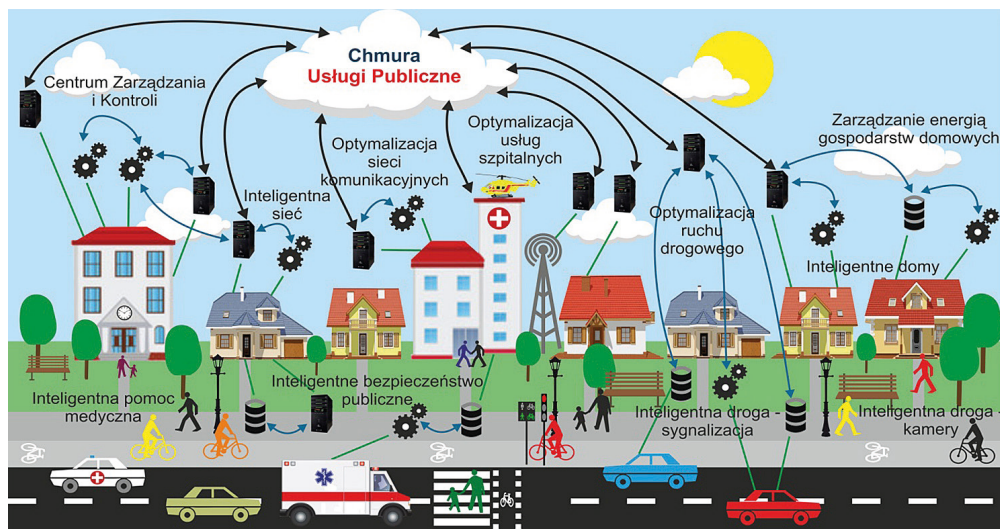 Chmura
Usługi Publiczne
Centrum Zarządzania
i Kontroli
Optymalizacja
sieci
komunikacyjnych
Optymalizacja
usług
szpitalnych
Zarządzanie energią
gospodarstw domowych
Inteligentna
sieć
Optymalizacja
ruchu
drogowego
Inteligentne domy
Inteligentna pomoc
medyczna
Inteligentne bezpieczeństwo
publiczne
Inteligentna droga -
sygnalizacja
Inteligentna droga -
kamery